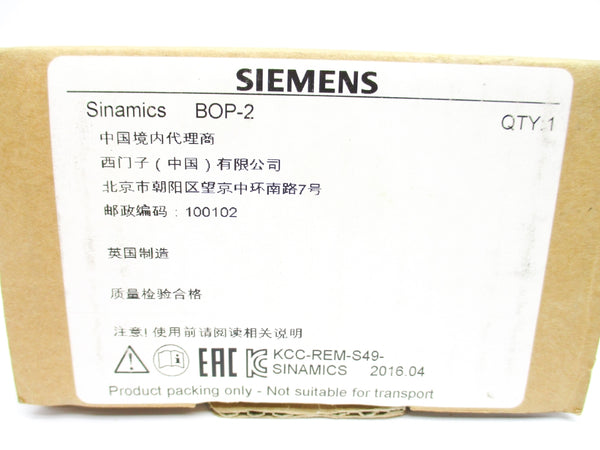 SIEMENS
Sinamics BOP-2
QTY:1
中国境内代理商
西门子（中国）有限公司
北京市朝阳区望京中环南路7号
邮政编码：100102
英国制造
质量检验合格
注意! 使用前请阅读相关说明
EAC KC KCC-REM-S49-
SINAMICS 2016.04
Product packing only - Not suitable for transport